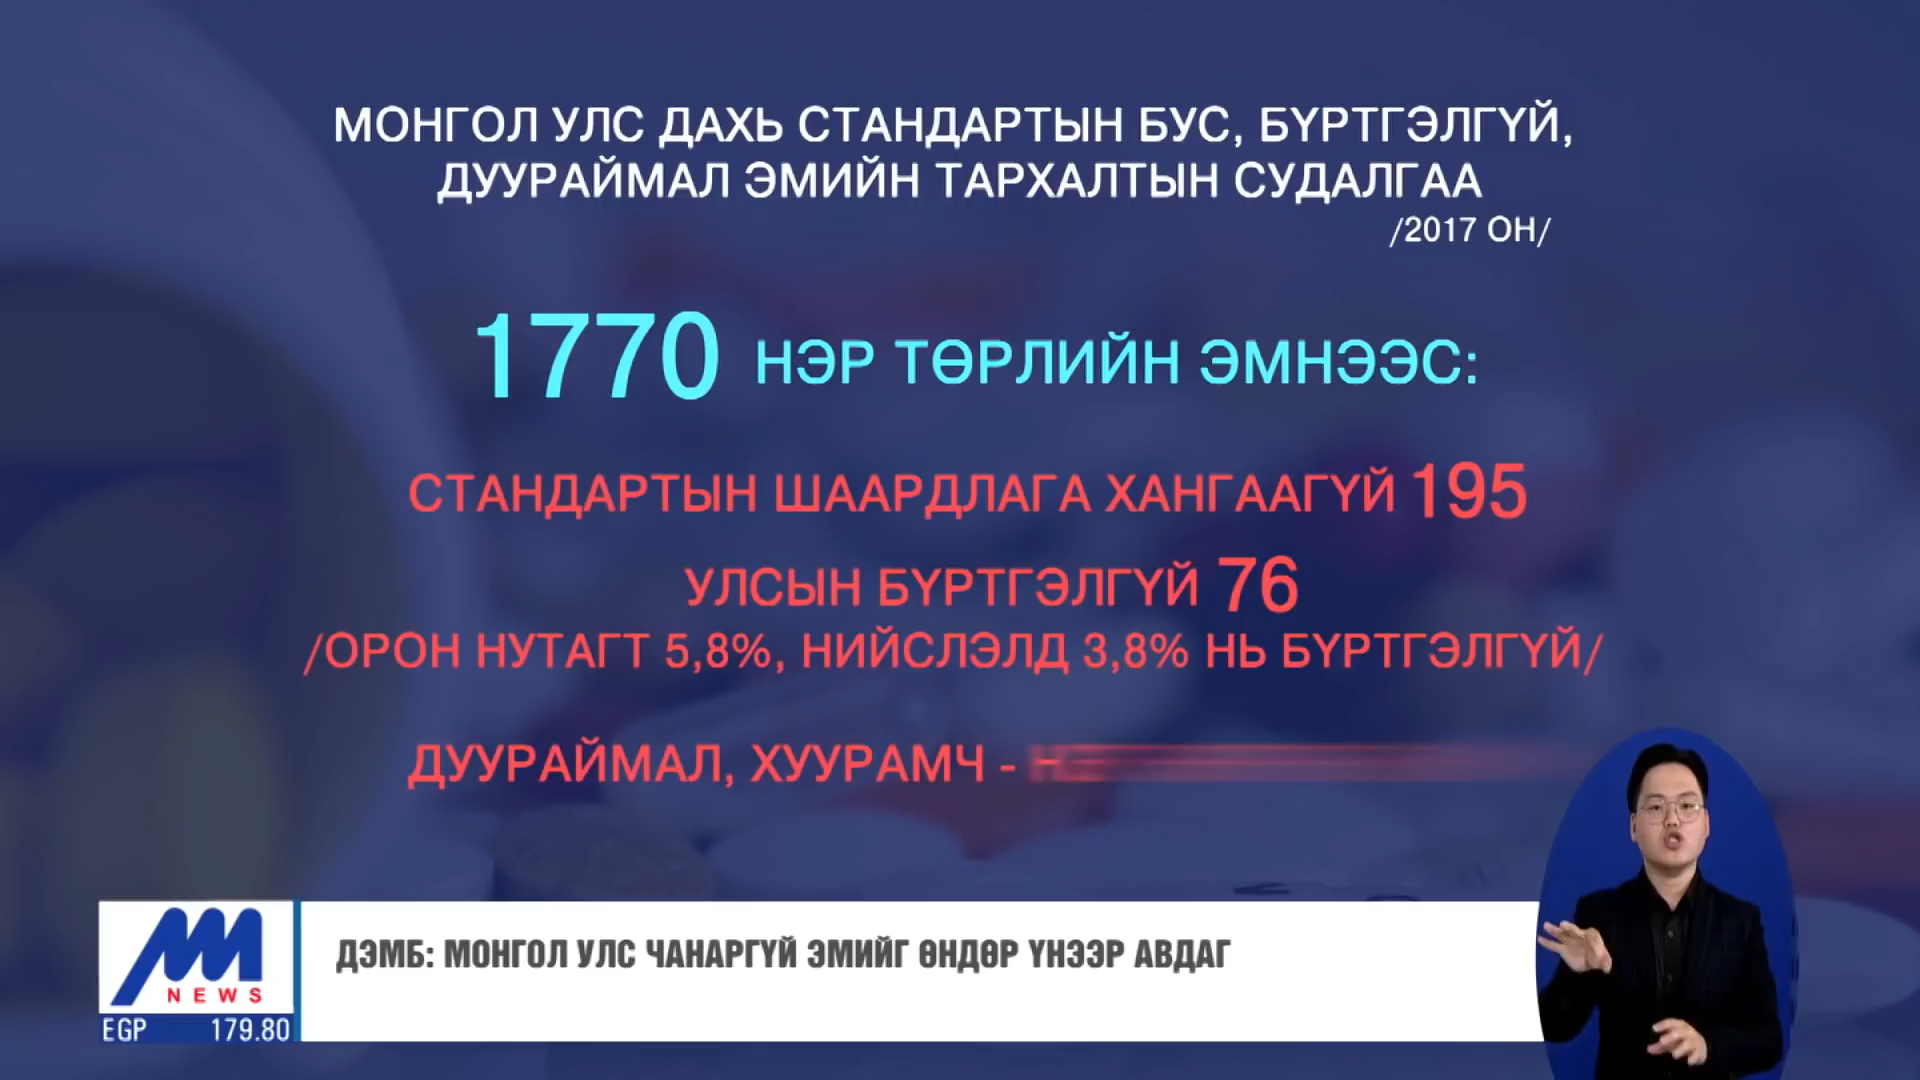 МОНГОЛ УЛС ДАХЬ СТАНДАРТЫН БУС, БҮРТГЭЛГҮЙ,
ДУУРАЙМАЛ ЭМИЙН ТАРХАЛТЫН СУДАЛГАА
/2017 ОН/
1770 НЭР ТӨРЛИЙН ЭМНЭЭС:
СТАНДАРТЫН ШААРДЛАГА ХАНГААГҮЙ 195
УЛСЫН БҮРТГЭЛГҮЙ 76
/ОРОН НУТАГТ 5,8%, НИЙСЛЭЛД 3,8% НЬ БҮРТГЭЛГҮЙ/
ДУУРАЙМАЛ, ХУУРАМЧ -
ДЭМБ: МОНГОЛ УЛС ЧАНАРГҮЙ ЭМИЙГ ӨНДӨР ҮНЭЭР АВДАГ
NEWS
EGP 179.80